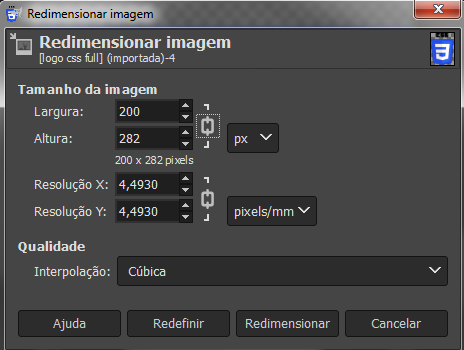 Redimensionar imagem
Redimensionar imagem
[logo css full] (importada)-4
Tamanho da imagem
Largura: 200
Altura: 282 px
200 x 282 pixels
Resolução X: 4,4930
Resolução Y: 4,4930 pixels/mm
Qualidade
Interpolação: Cúbica
Ajuda Redefinir Redimensionar Cancelar